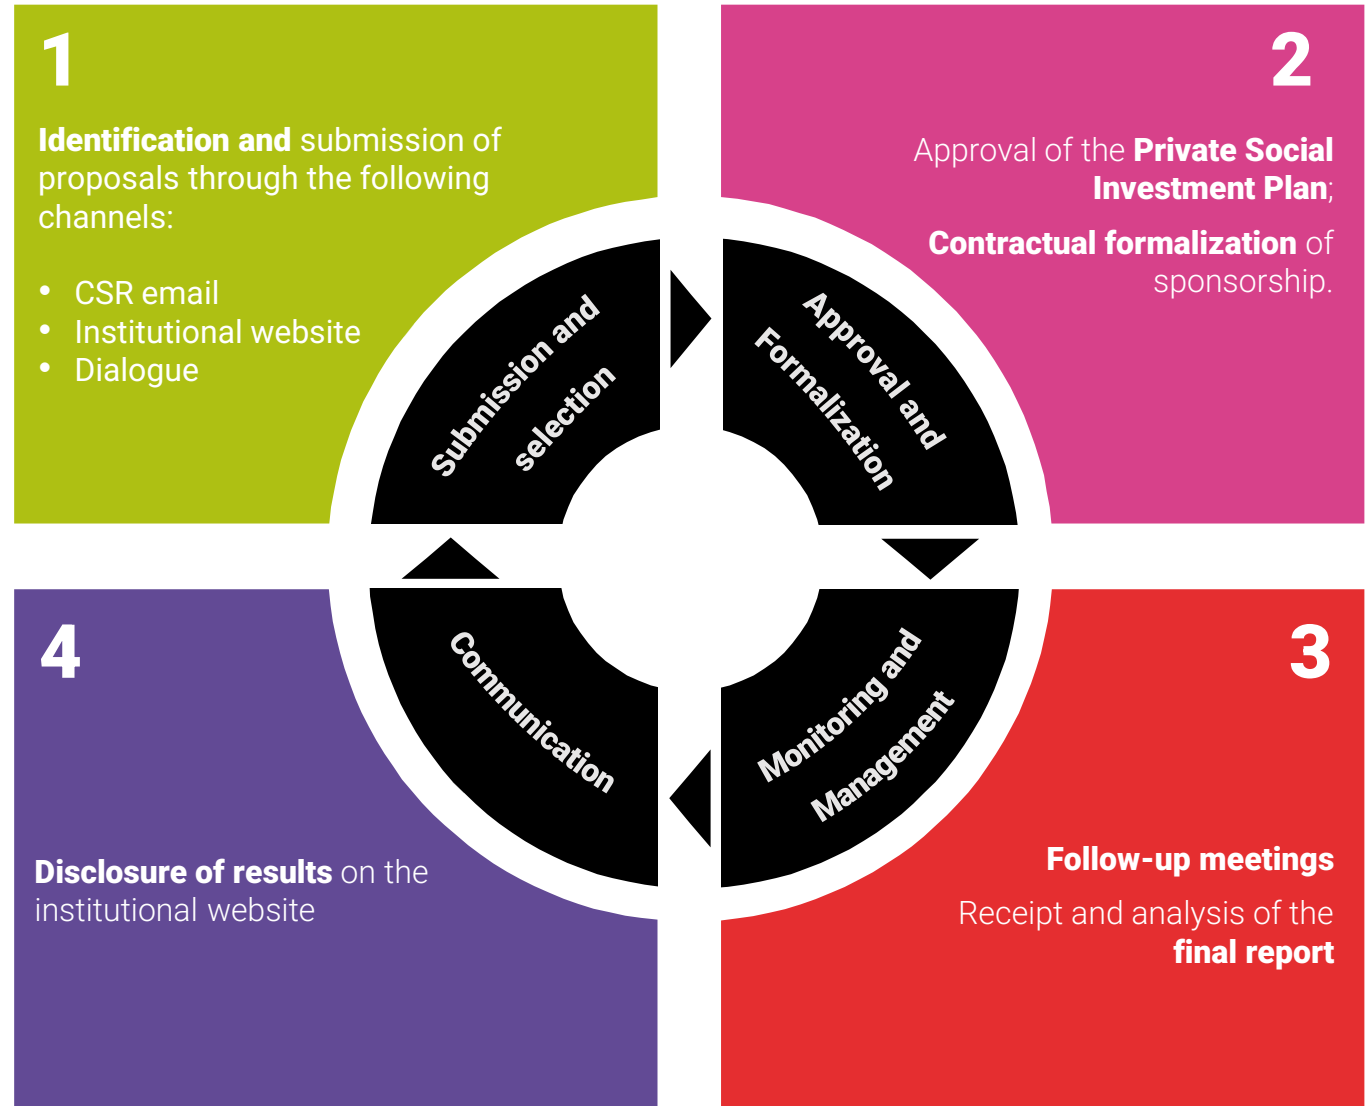 1
Identification and submission of
proposals through the following
channels:
• CSR email
• Institutional website
• Dialogue
Submission and
selection
2
Approval of the Private Social
Investment Plan;
Contractual formalization of
sponsorship.
Approval and
Formalization
3
Monitoring and
Management
Follow-up meetings
Receipt and analysis of the
final report
4
Communication
Disclosure of results on the
institutional website